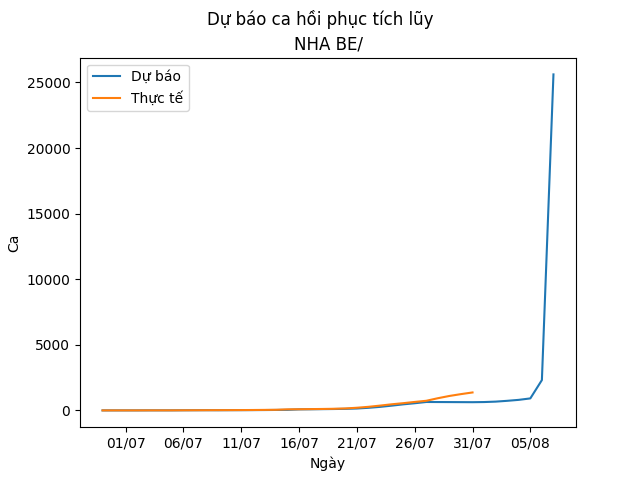 Dự báo ca hồi phục tích lũy
NHA BE/
Dự báo
Thực tế
25000
20000
15000
10000
5000
0
Ca
01/07 06/07 11/07 16/07 21/07 26/07 31/07 05/08
Ngày